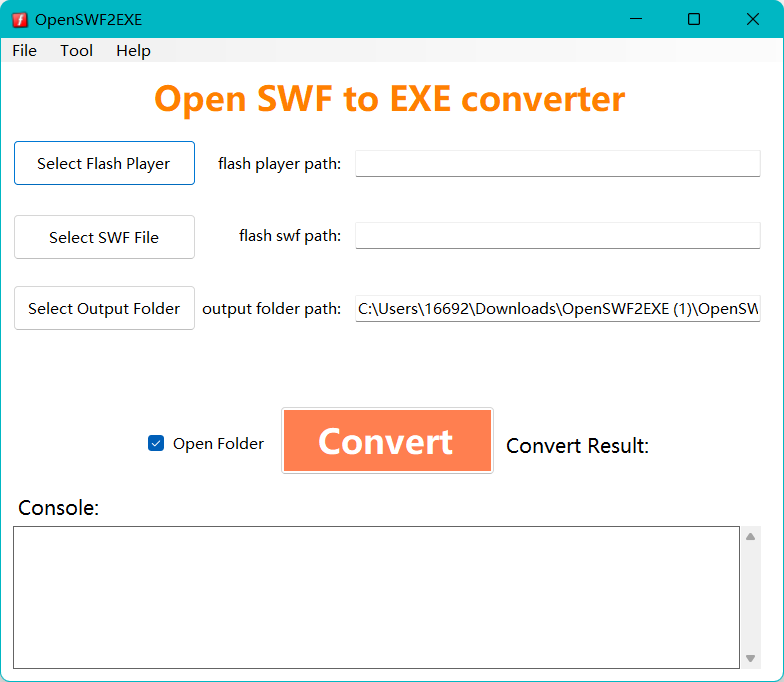 OpenSWF2EXE
File Tool Help
Open SWF to EXE converter
Select Flash Player flash player path:
Select SWF File flash swf path:
Select Output Folder output folder path: C:\Users\16692\Downloads\OpenSWF2EXE (1)\OpenSW
Open Folder Convert Convert Result:
Console: